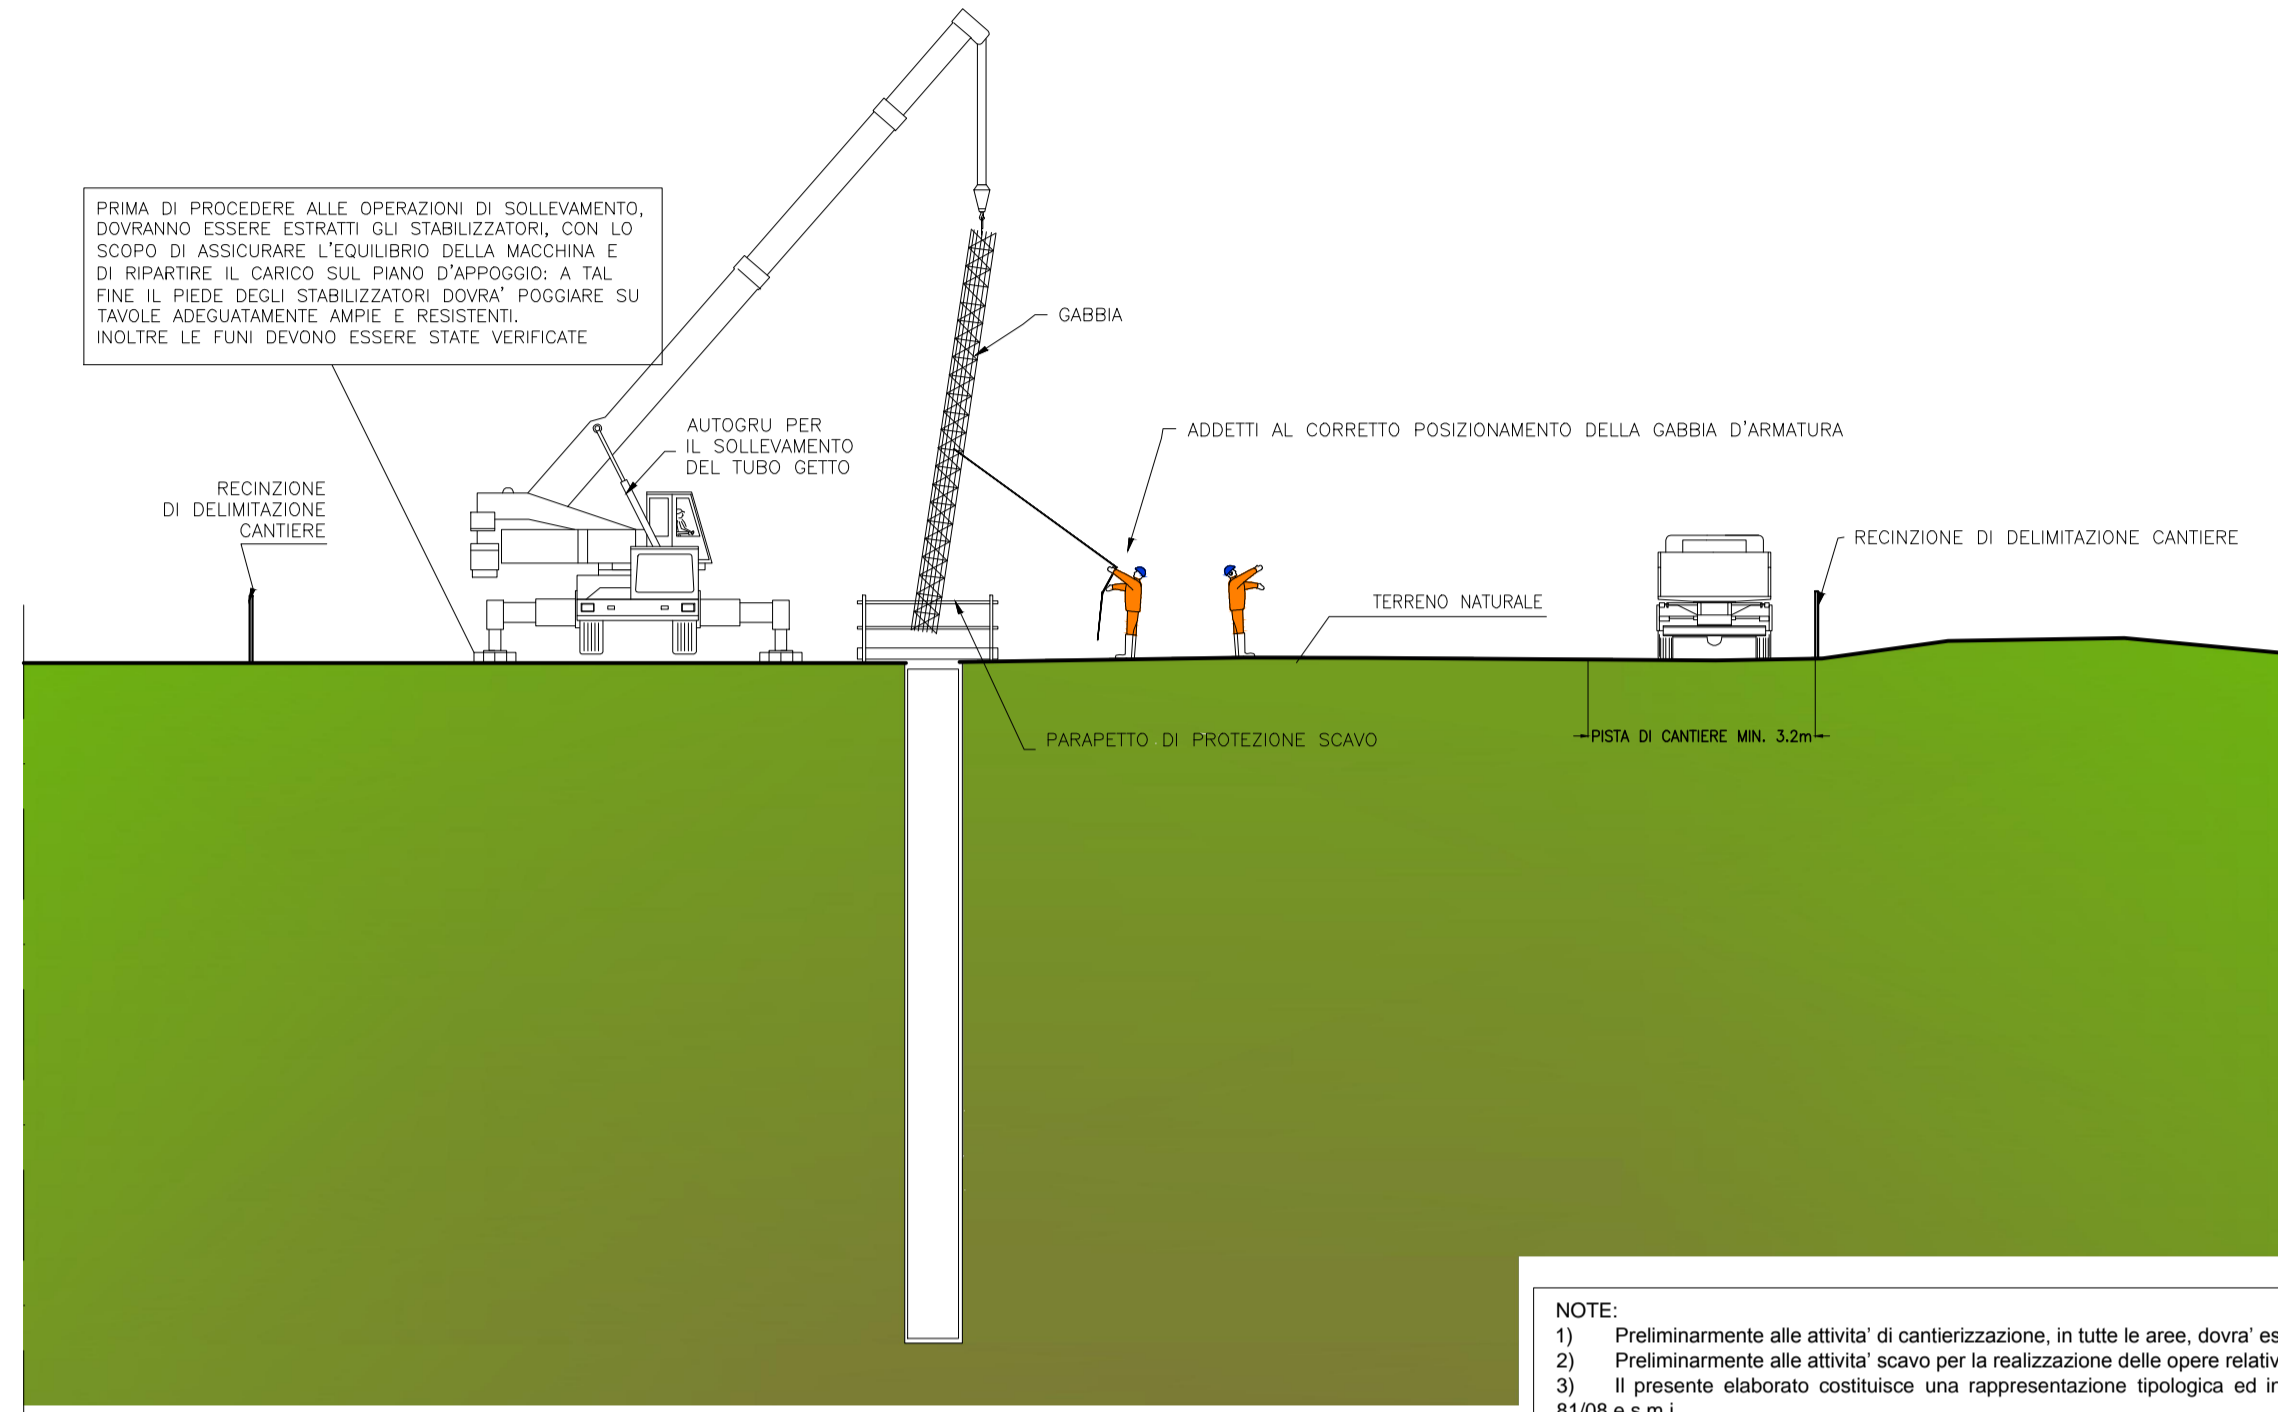 PRIMA DI PROCEDERE ALLE OPERAZIONI DI SOLLEVAMENTO,
DOVRANNO ESSERE ESTRATTI GLI STABILIZZATORI, CON LO
SCOPO DI ASSICURARE L'EQUILIBRIO DELLA MACCHINA E
DI RIPARTIRE IL CARICO SUL PIANO D'APPOGGIO: A TAL
FINE IL PIEDE DEGLI STABILIZZATORI DOVRA' POGGIARE SU
TAVOLE ADEGUATAMENTE AMPIE E RESISTENTI.
INOLTRE LE FUNI DEVONO ESSERE STATE VERIFICATE
GABBIA
AUTOGRU PER
IL SOLLEVAMENTO
DEL TUBO GETTO
ADDETTI AL CORRETTO POSIZIONAMENTO DELLA GABBIA D'ARMATURA
RECINZIONE
DI DELIMITAZIONE
CANTIERE
RECINZIONE DI DELIMITAZIONE CANTIERE
TERRENO NATURALE
PARAPETTO DI PROTEZIONE SCAVO
PISTA DI CANTIERE MIN. 3.2m
NOTE:
1) Preliminarmente alle attivita' di cantierizzazione, in tutte le aree, dovra' es
2) Preliminarmente alle attivita' scavo per la realizzazione delle opere relativ
3) Il presente elaborato costituisce una rappresentazione tipologica ed in
81/08 e s.m.i.